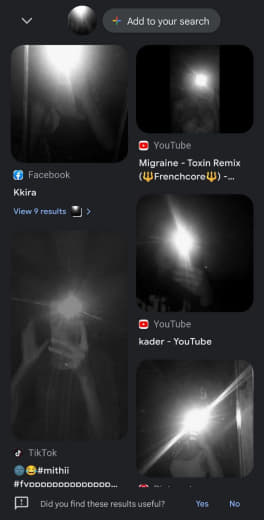 Add to your search
Facebook
Kkira
View 9 results
YouTube
Migraine - Toxin Remix
(🔱Frenchcore🔱) -...
YouTube
kader - YouTube
TikTok
🌚😂#mithii
Did you find these results useful?
Yes
No